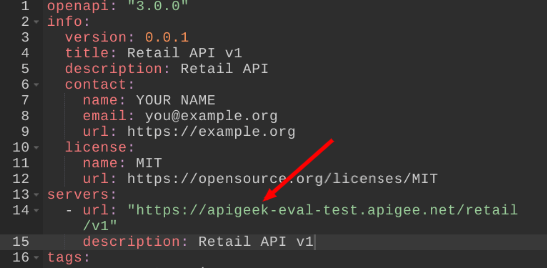 1 openapi: "3.0.0"
2 info:
3 version: 0.0.1
4 title: Retail API v1
5 description: Retail API
6 contact:
7 name: YOUR NAME
8 email: you@example.org
9 url: https://example.org
10 license:
11 name: MIT
12 url: https://opensource.org/licenses/MIT
13 servers:
14 - url: "https://apigeek-eval-test.apigee.net/retail
/v1"
15 description: Retail API v1
16 tags: